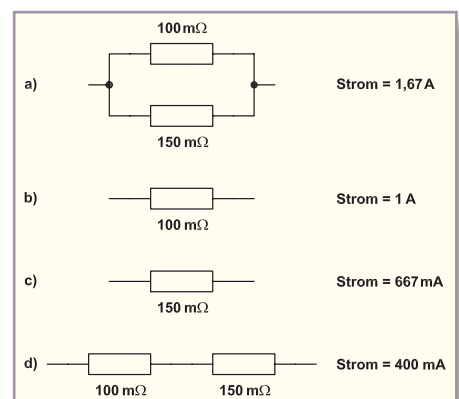 100 mΩ
a) Strom = 1,67 A
150 mΩ
b) Strom = 1 A
100 mΩ
c) Strom = 667 mA
150 mΩ
d) Strom = 400 mA
100 mΩ 150 mΩ